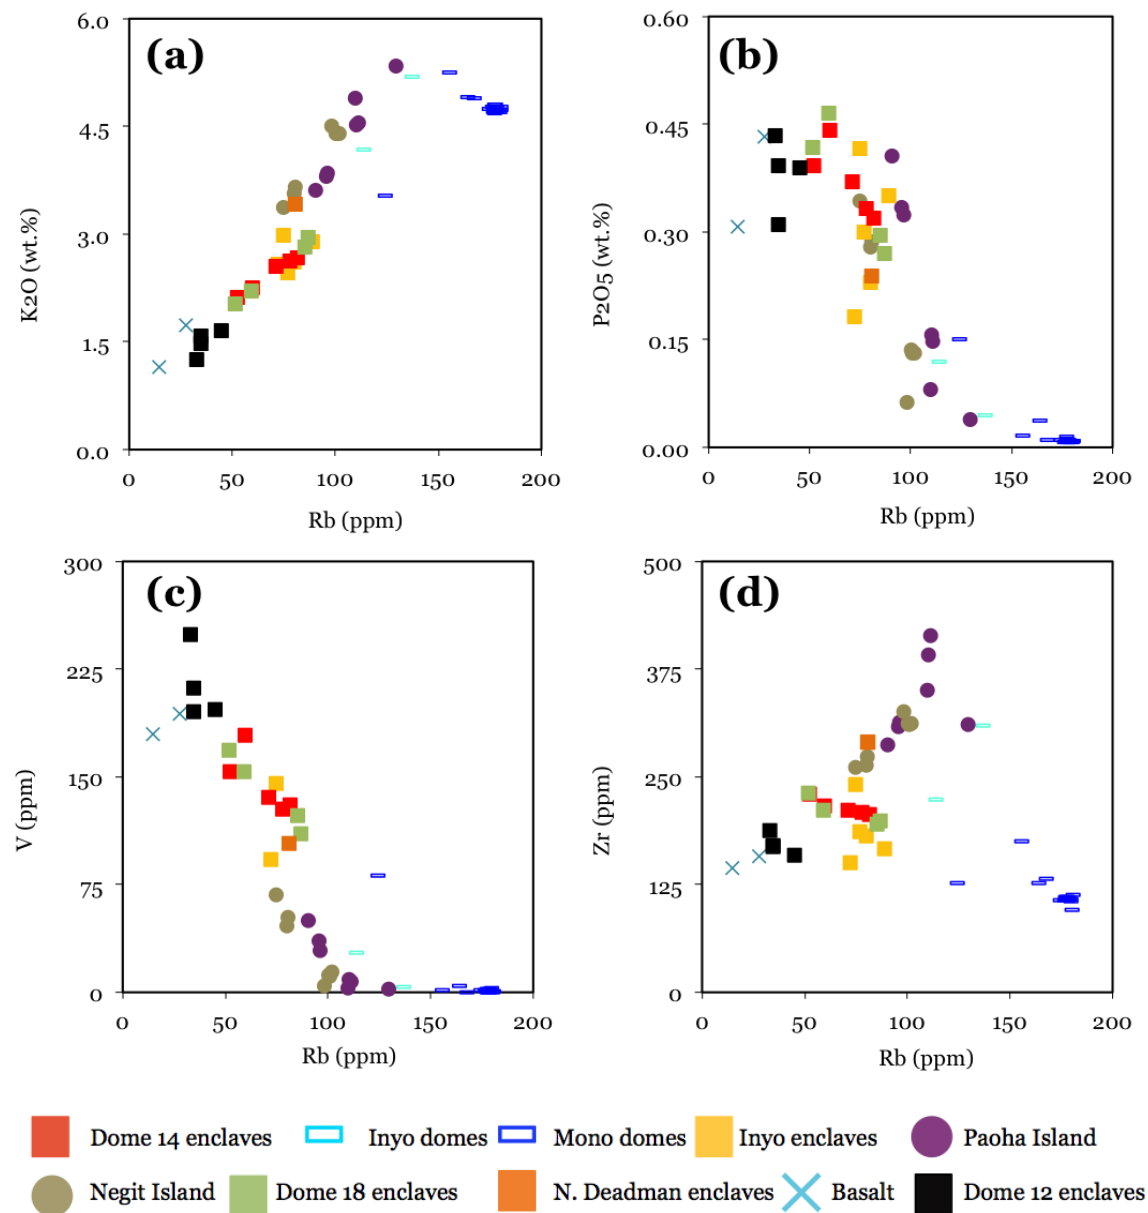 6.0
(a)
4.5
3.0
1.5
0.0
50
100
150
200
K2O (wt.%)
Rb (ppm)
0.60
(b)
0.45
0.30
0.15
0.00
0
50
100
150
200
P2O5 (wt.%)
Rb (ppm)
300
(c)
225
150
75
0
0
50
100
150
200
V (ppm)
Rb (ppm)
500
(d)
375
250
125
0
0
50
100
150
200
Zr (ppm)
Rb (ppm)
Dome 14 enclaves Inyo domes Mono domes Inyo enclaves Paoha Island
Negit Island Dome 18 enclaves N. Deadman enclaves Basalt Dome 12 enclaves